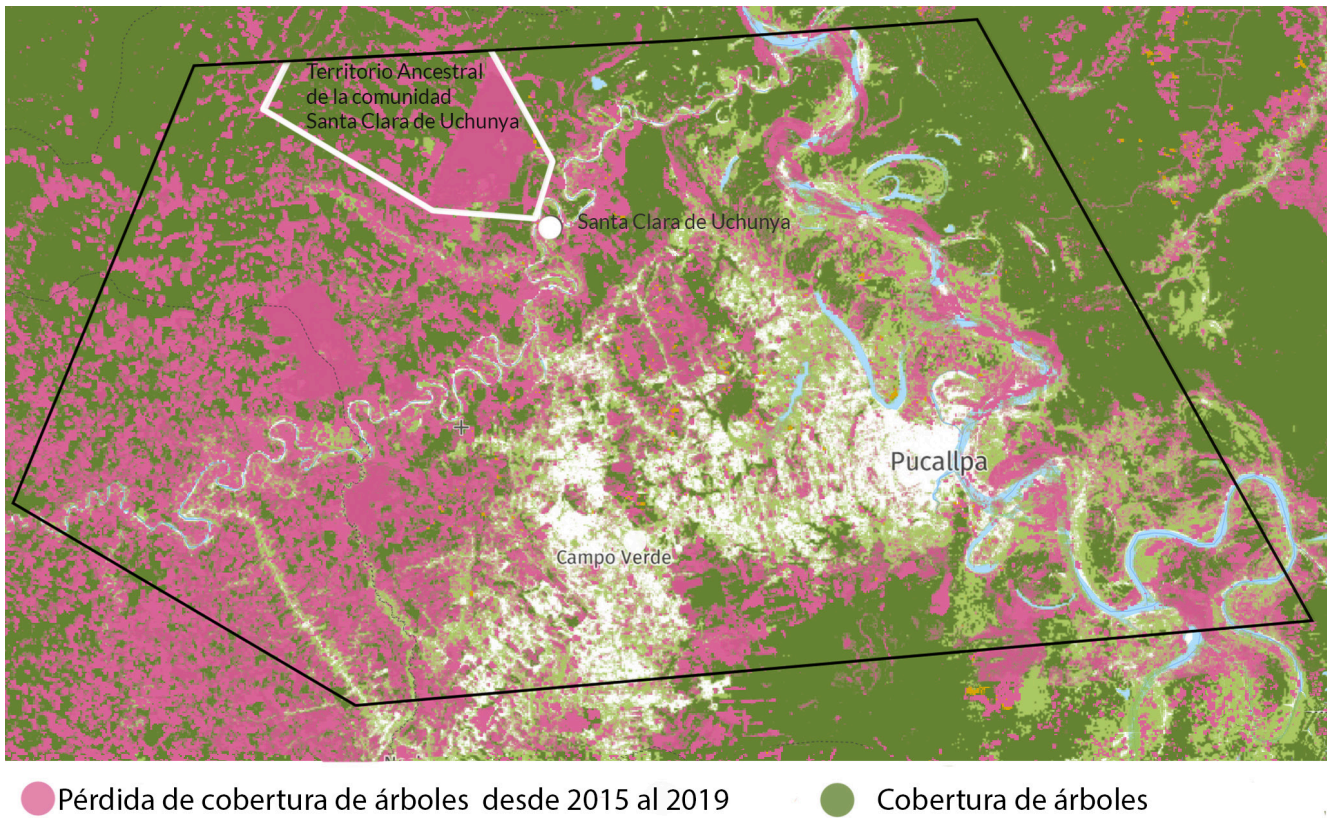 Territorio Ancestral
de la comunidad
Santa Clara de Uchunya
Santa Clara de Uchunya
Pucallpa
Campo Verde
Pérdida de cobertura de árboles desde 2015 al 2019
Cobertura de árboles